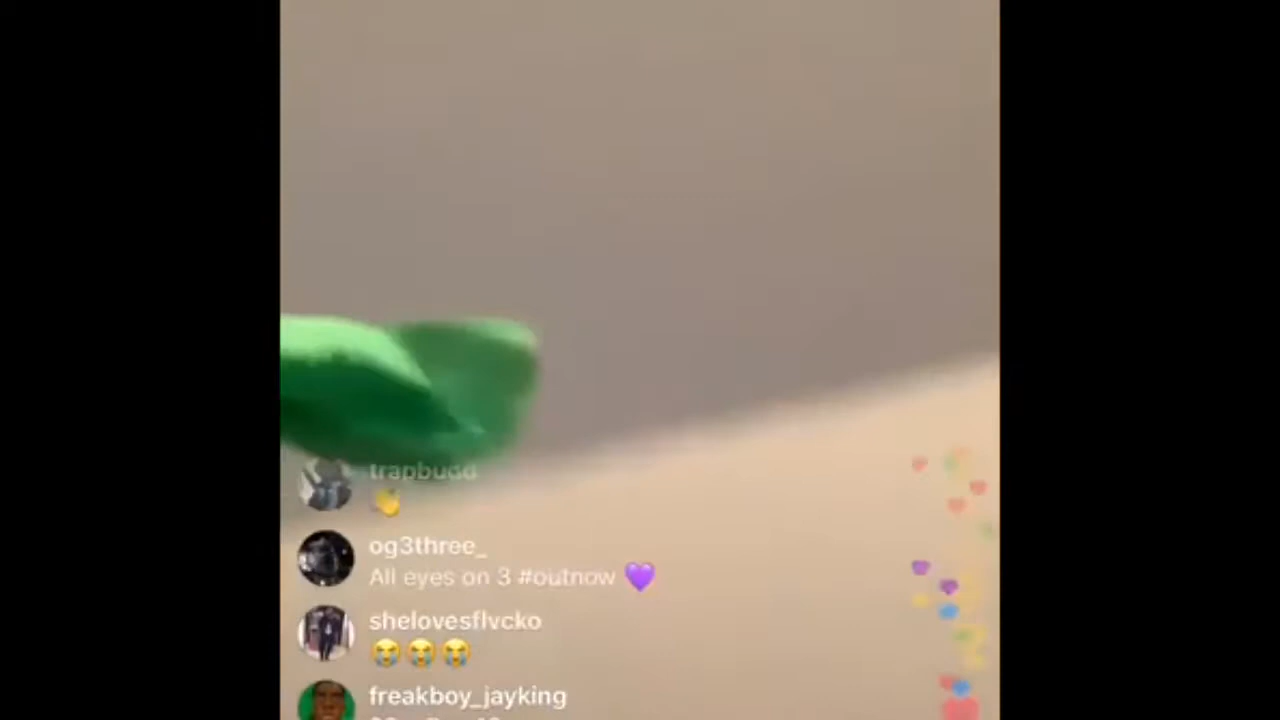 trapbudd
og3three_
All eyes on 3 #outnow 💜
shelovesflvcko
😭😭😭
freakboy_jayking